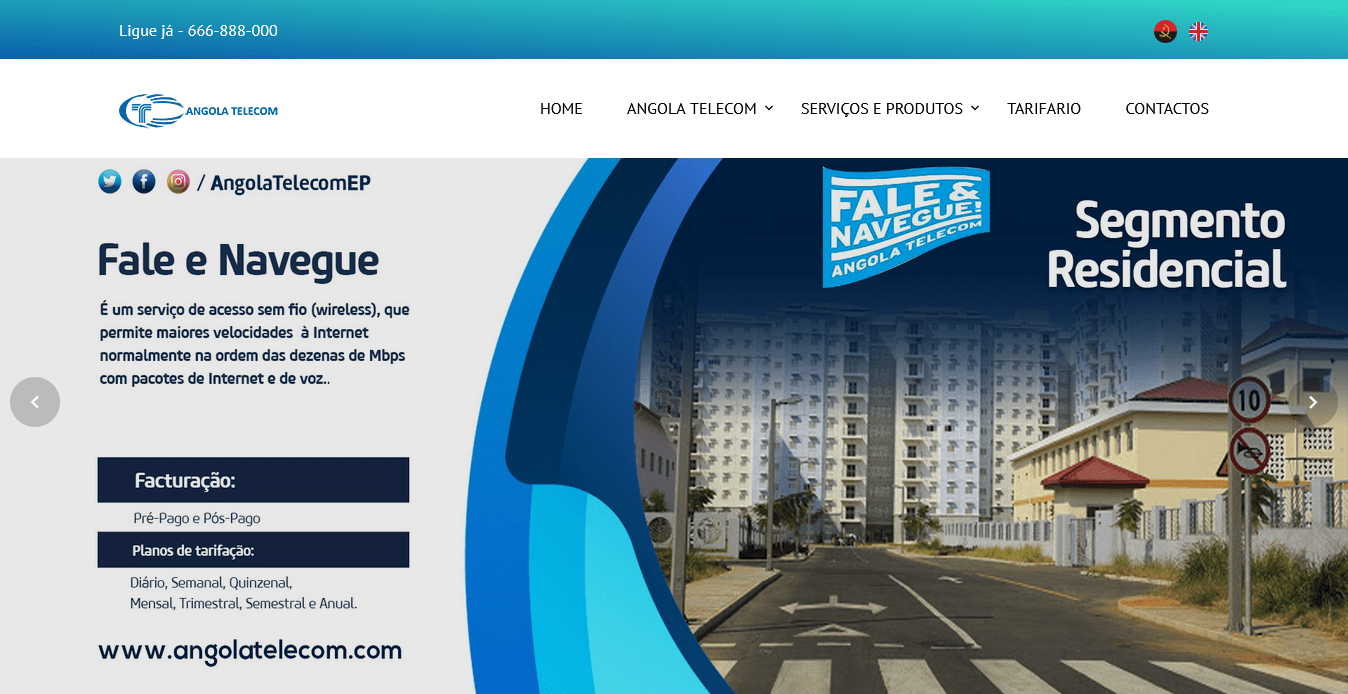 Ligue já - 666-888-000
ANGOLA TELECOM
HOME
ANGOLA TELECOM
SERVIÇOS E PRODUTOS
TARIFARIO
CONTACTOS
/ AngolaTelecomEP
Fale e Navegue
É um serviço de acesso sem fio (wireless), que
permite maiores velocidades à Internet
normalmente na ordem das dezenas de Mbps
com pacotes de Internet e de voz..
Facturação:
Pré-Pago e Pós-Pago
Planos de tarifação:
Diário, Semanal, Quinzenal,
Mensal, Trimestral, Semestral e Anual.
www.angolatelecom.com
FALE &
NAVEGUE!
ANGOLA TELECOM
Segmento
Residencial
10